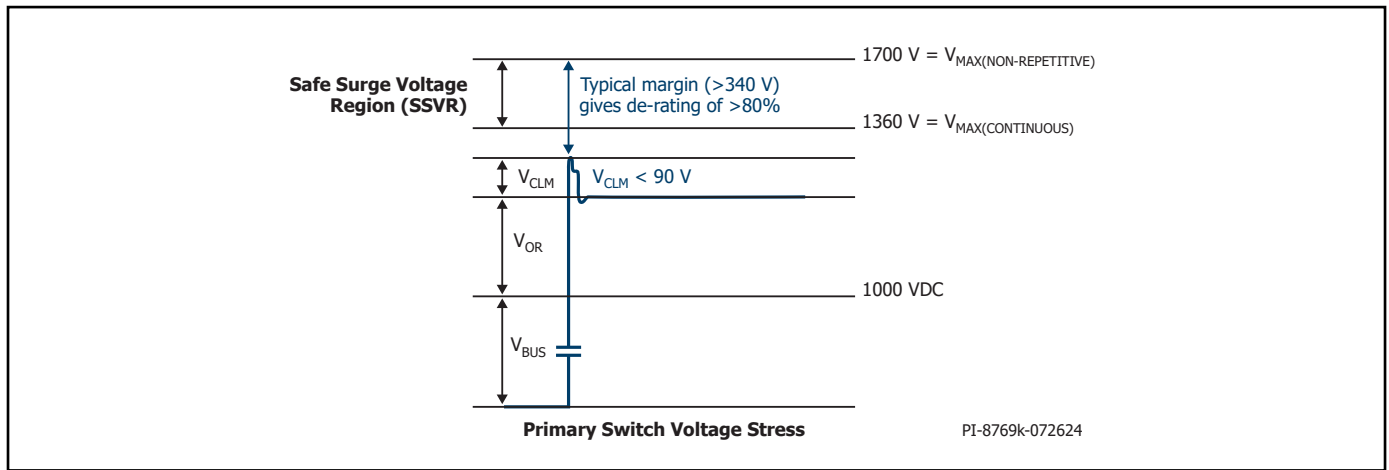 1700 V = VMAX(NON-REPETITIVE)
Safe Surge Voltage
Region (SSVR)
Typical margin (>340 V)
gives de-rating of >80%
1360 V = VMAX(CONTINUOUS)
VCLM
VCLM < 90 V
VOR
1000 VDC
VBUS
Primary Switch Voltage Stress
PI-8769k-072624